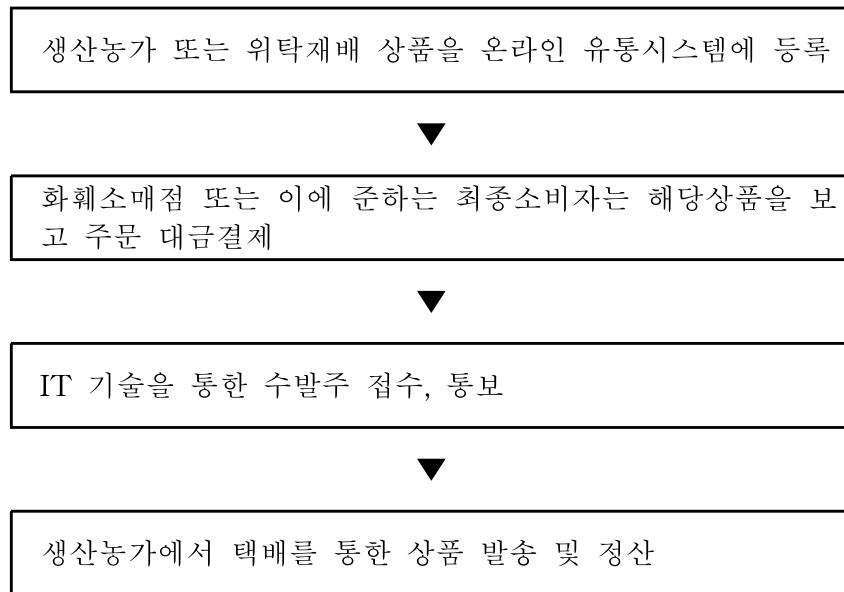 생산농가 또는 위탁재배 상품을 온라인 유통시스템에 등록
▼
화훼소매점 또는 이에 준하는 최종소비자는 해당상품을 보
고 주문 대금결제
▼
IT 기술을 통한 수발주 접수, 통보
▼
생산농가에서 택배를 통한 상품 발송 및 정산